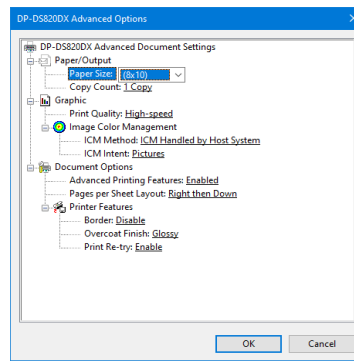 DP-DS820DX Advanced Options
DP-DS820DX Advanced Document Settings
Paper/Output
Paper Size: (8x10)
Copy Count: 1 Copy
Graphic
Print Quality: High-speed
Image Color Management
ICM Method: ICM Handled by Host System
ICM Intent: Pictures
Document Options
Advanced Printing Features: Enabled
Pages per Sheet Layout: Right then Down
Printer Features
Border: Disable
Overcoat Finish: Glossy
Print Re-try: Enable
OK Cancel